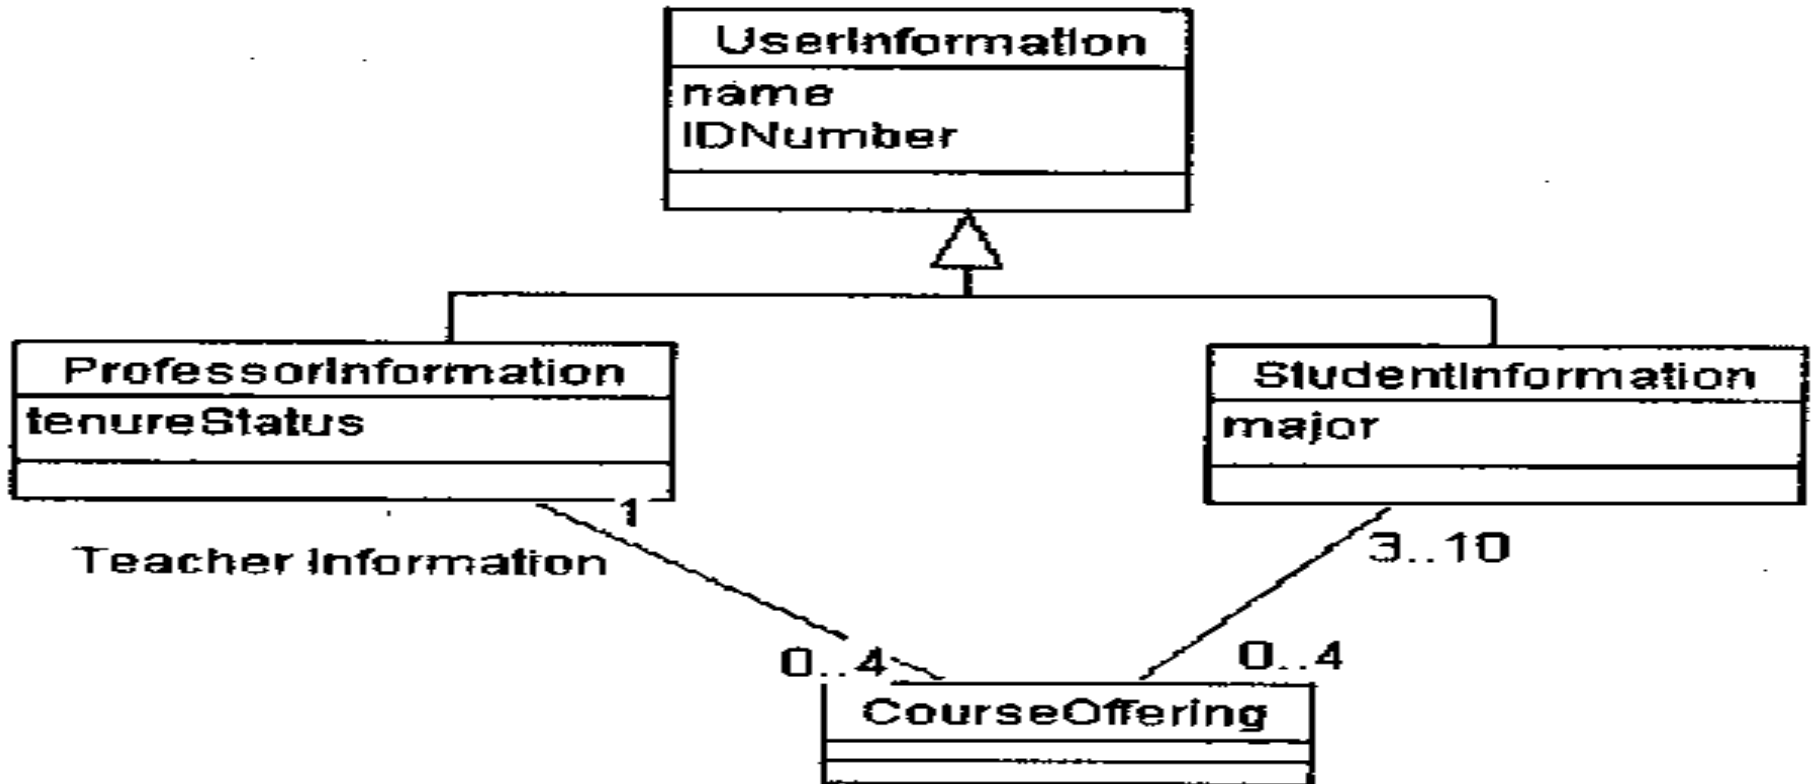 UserInformation
name
IDNumber
ProfessorInformation
tenureStatus
StudentInformation
major
1
Teacher Information
3..10
0..4
0..4
CourseOffering